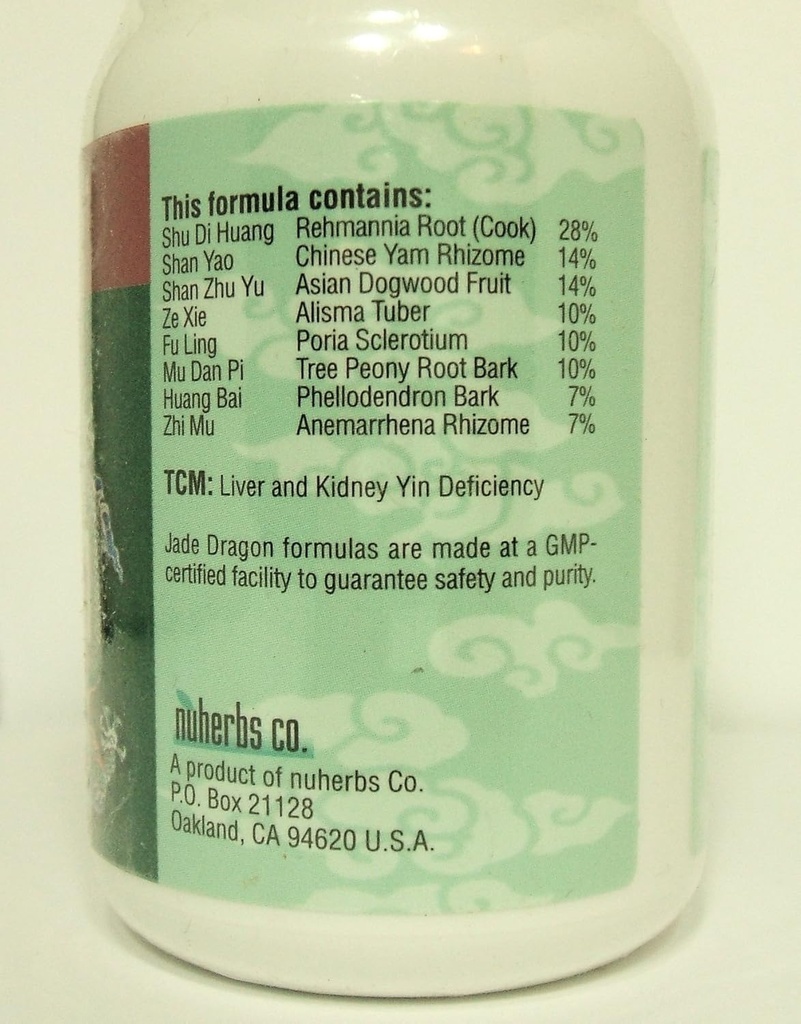 This formula contains:
Shu Di Huang Rehmannia Root (Cook) 28%
Shan Yao Chinese Yam Rhizome 14%
Shan Zhu Yu Asian Dogwood Fruit 14%
Ze Xie Alisma Tuber 10%
Fu Ling Poria Sclerotium 10%
Mu Dan Pi Tree Peony Root Bark 10%
Huang Bai Phellodendron Bark 7%
Zhi Mu Anemarrhena Rhizome 7%
TCM: Liver and Kidney Yin Deficiency
Jade Dragon formulas are made at a GMP-
certified facility to guarantee safety and purity.
nuherbs co.
A product of nuherbs Co.
P.O. Box 21128
Oakland, CA 94620 U.S.A.